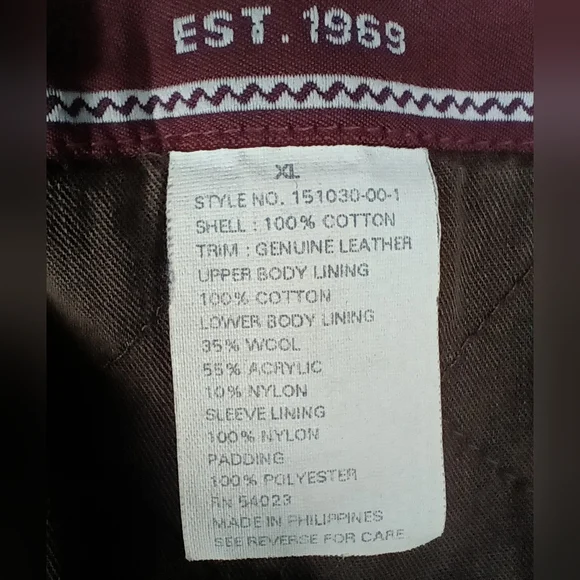 EST. 1969
XL
STYLE NO. 151030-00-1
SHELL : 100% COTTON
TRIM : GENUINE LEATHER
UPPER BODY LINING
100% COTTON
LOWER BODY LINING
35% WOOL
55% ACRYLIC
10% NYLON
SLEEVE LINING
100% NYLON
PADDING
100% POLYESTER
RN 54023
MADE IN PHILIPPINES
SEE REVERSE FOR CARE